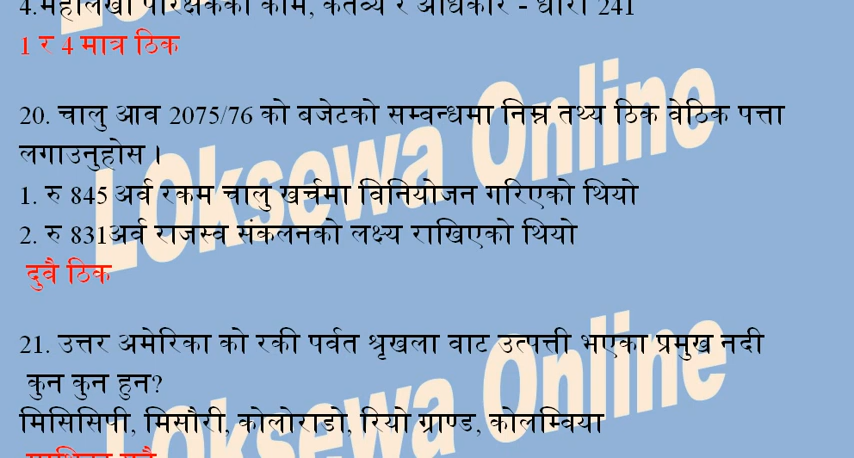 4.महालेखा परिक्षकको काम, कर्तव्य र अधिकार - धारा 241
1 र 4 मात्र ठिक
20. चालु आव 2075/76 को बजेटको सम्वन्धमा निम्न तथ्य ठिक वेठिक पत्ता
लगाउनुहोस ।
1. रु 845 अर्व रकम चालु खर्चमा विनियोजन गरिएको थियो
2. रु 831अर्व राजस्व संकलनको लक्ष्य राखिएको थियो
दुवै ठिक
21. उत्तर अमेरिका को रकी पर्वत श्रृखला वाट उत्पत्ती भाएका प्रमुख नदी
कुन कुन हुन?
मिसिसिपी, मिसौरी, कोलोराडो, रियो ग्राण्ड, कोलम्विया
LOksewa Online
LOksewa Online